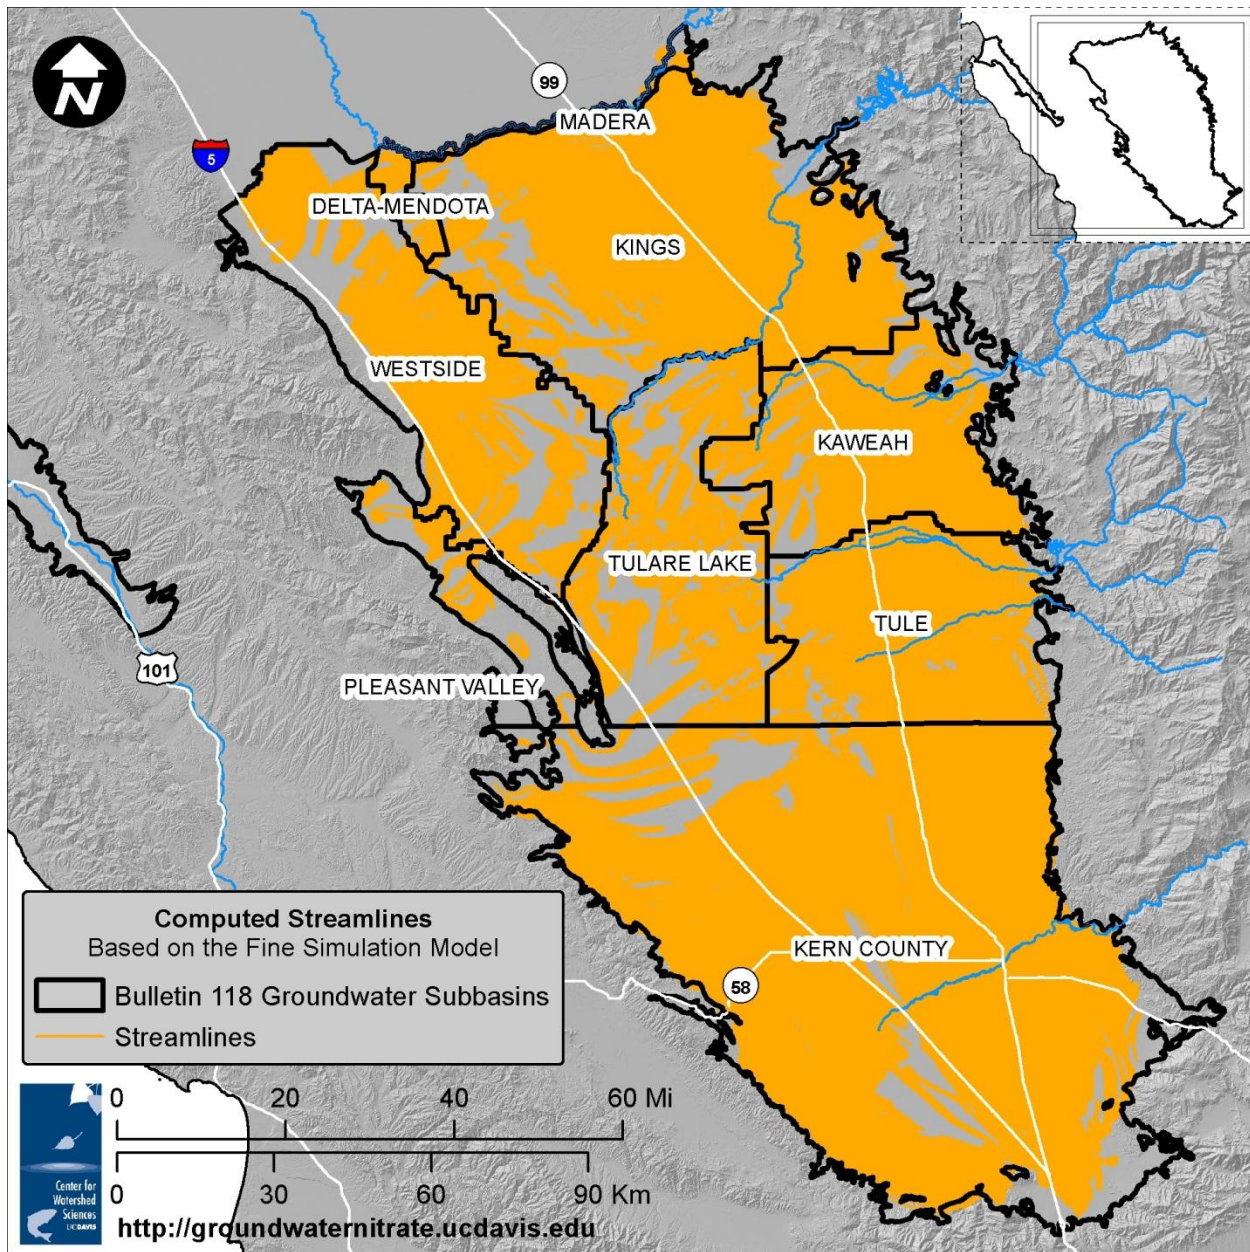 N
99
MADERA
5
DELTA-MENDOTA
KINGS
WESTSIDE
KAWEAH
TULARE LAKE
TULE
101
PLEASANT VALLEY
KERN COUNTY
58
Computed Streamlines
Based on the Fine Simulation Model
Bulletin 118 Groundwater Subbasins
Streamlines
0 20 40 60 Mi
0 30 60 90 Km
Center for
Watershed
Sciences
UCDAVIS
http://groundwaternitrate.ucdavis.edu